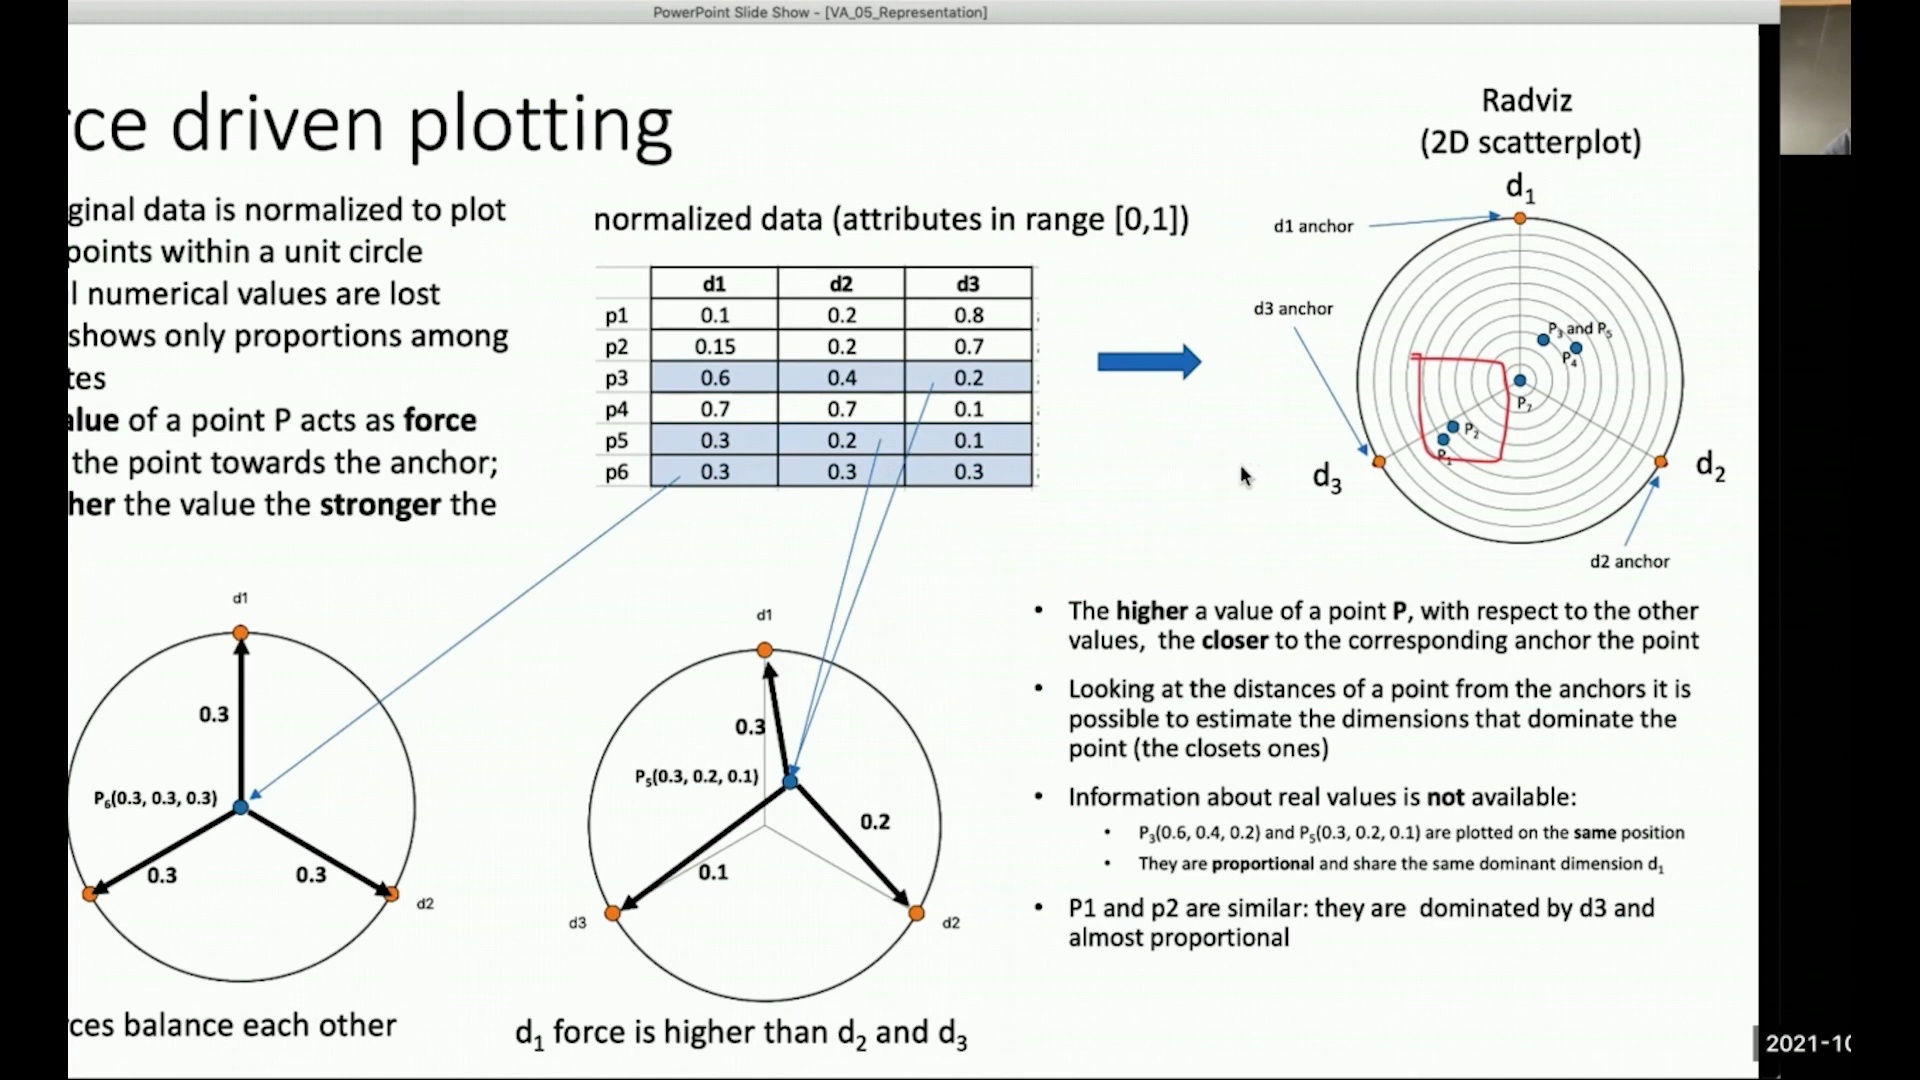 PowerPoint Slide Show - [VA_05_Representation]
rce driven plotting
ginal data is normalized to plot
points within a unit circle
l numerical values are lost
shows only proportions among
tes
alue of a point P acts as force
the point towards the anchor;
her the value the stronger the
normalized data (attributes in range [0,1])
d1 d2 d3
p1 0.1 0.2 0.8
p2 0.15 0.2 0.7
p3 0.6 0.4 0.2
p4 0.7 0.7 0.1
p5 0.3 0.2 0.1
p6 0.3 0.3 0.3
Radviz
(2D scatterplot)
d1
d1 anchor
d3 anchor
P3 and P5
P4
P7
P2
P1
d3
d2
d2 anchor
d1
0.3
P6(0.3, 0.3, 0.3)
0.3
0.3
d2
rces balance each other
d1
0.3
P5(0.3, 0.2, 0.1)
0.2
0.1
d3
d2
d1 force is higher than d2 and d3
• The higher a value of a point P, with respect to the other
values, the closer to the corresponding anchor the point
• Looking at the distances of a point from the anchors it is
possible to estimate the dimensions that dominate the
point (the closets ones)
• Information about real values is not available:
• P3(0.6, 0.4, 0.2) and P5(0.3, 0.2, 0.1) are plotted on the same position
• They are proportional and share the same dominant dimension d1
• P1 and p2 are similar: they are dominated by d3 and
almost proportional
2021-10